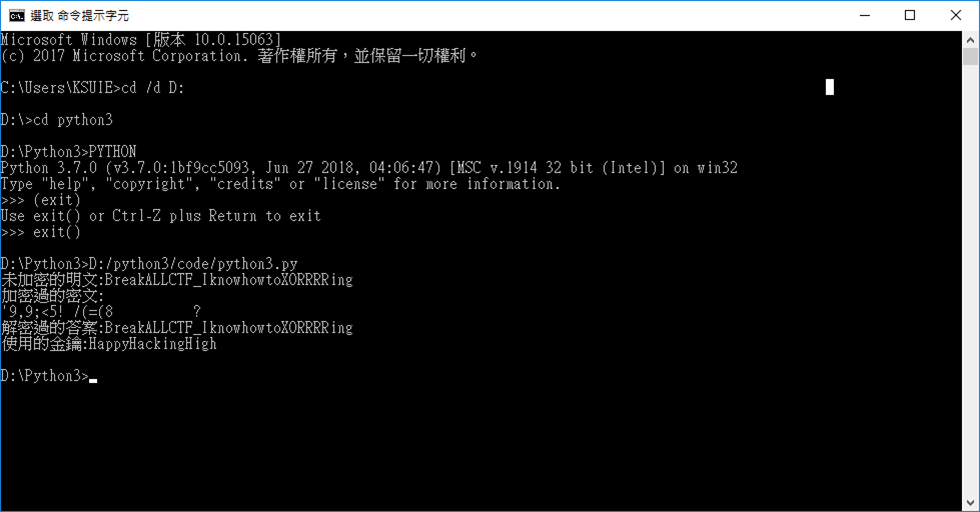 選取 命令提示字元
Microsoft Windows [版本 10.0.15063]
(c) 2017 Microsoft Corporation. 著作權所有，並保留一切權利。
C:\Users\KSUIE>cd /d D:
D:\>cd python3
D:\Python3>PYTHON
Python 3.7.0 (v3.7.0:1bf9cc5093, Jun 27 2018, 04:06:47) [MSC v.1914 32 bit (Intel)] on win32
Type "help", "copyright", "credits" or "license" for more information.
>>> (exit)
Use exit() or Ctrl-Z plus Return to exit
>>> exit()
D:\Python3>D:/python3/code/python3.py
未加密的明文:BreakALLCTF_IknowhowtoXORRRRing
加密過的密文:
'9,9;<5! /(=(8          ?
解密過的答案:BreakALLCTF_IknowhowtoXORRRRing
使用的金鑰:HappyHackingHigh
D:\Python3>